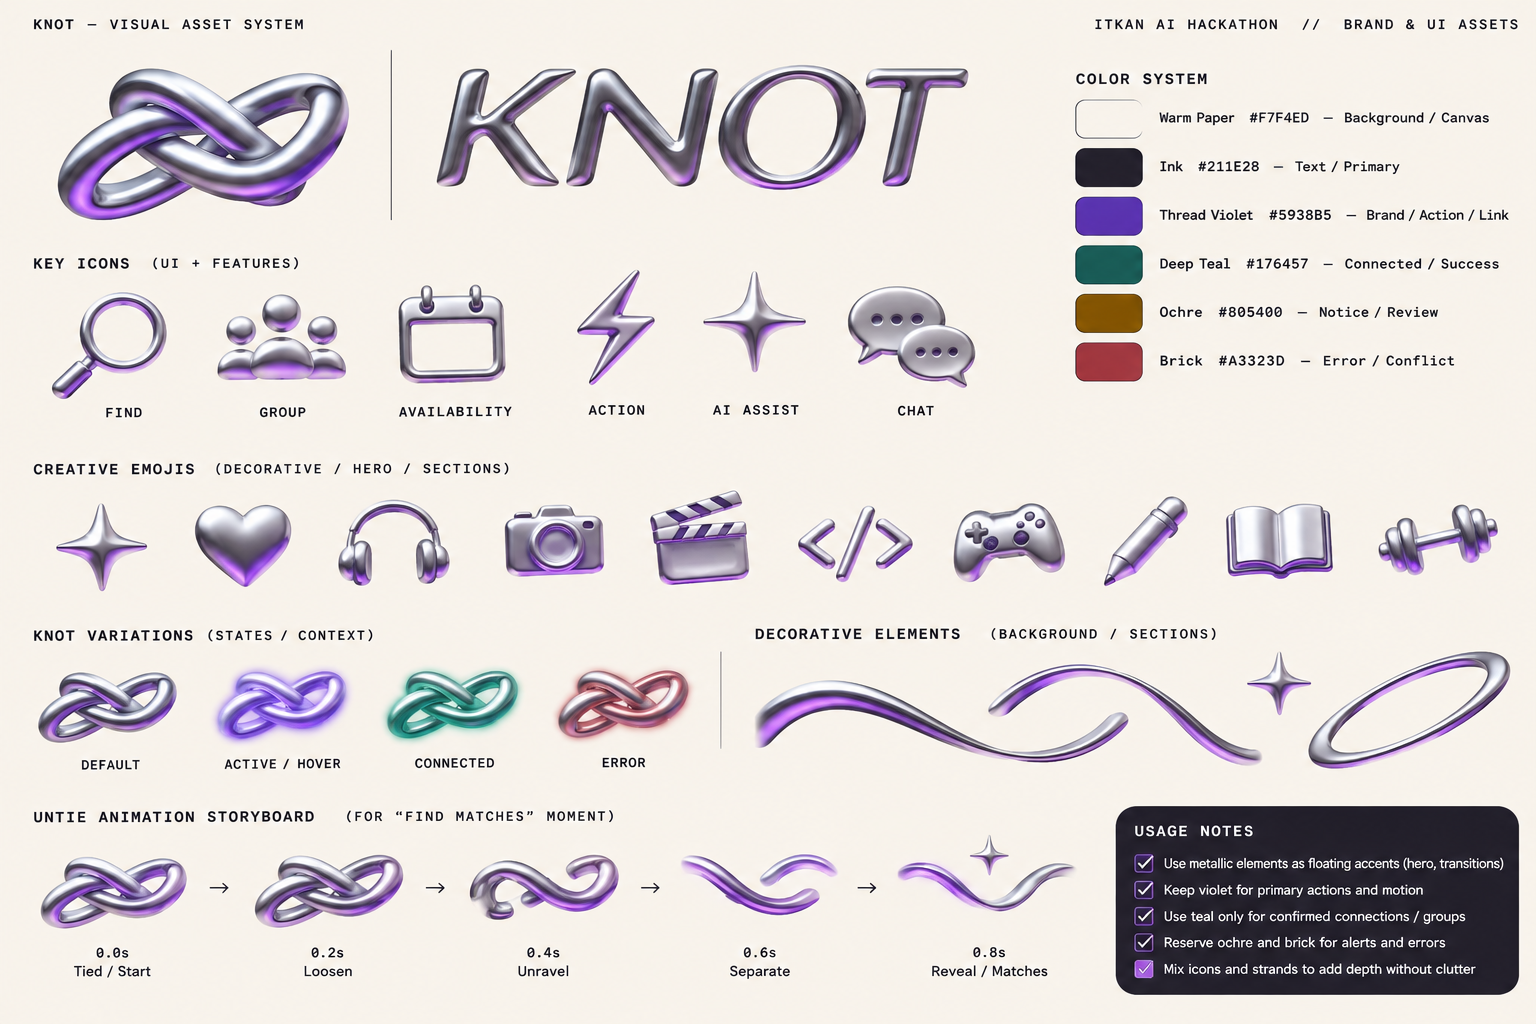 KNOT — VISUAL ASSET SYSTEM
ITKAN AI HACKATHON // BRAND & UI ASSETS
KNOT
COLOR SYSTEM
Warm Paper #F7F4ED — Background / Canvas
Ink #211E28 — Text / Primary
Thread Violet #5938B5 — Brand / Action / Link
Deep Teal #176457 — Connected / Success
Ochre #805400 — Notice / Review
Brick #A3323D — Error / Conflict
KEY ICONS (UI + FEATURES)
FIND
GROUP
AVAILABILITY
ACTION
AI ASSIST
CHAT
CREATIVE EMOJIS (DECORATIVE / HERO / SECTIONS)
</>
KNOT VARIATIONS (STATES / CONTEXT)
DEFAULT
ACTIVE / HOVER
CONNECTED
ERROR
DECORATIVE ELEMENTS (BACKGROUND / SECTIONS)
UNTIE ANIMATION STORYBOARD (FOR “FIND MATCHES” MOMENT)
0.0s
Tied / Start
0.2s
Loosen
0.4s
Unravel
0.6s
Separate
0.8s
Reveal / Matches
USAGE NOTES
Use metallic elements as floating accents (hero, transitions)
Keep violet for primary actions and motion
Use teal only for confirmed connections / groups
Reserve ochre and brick for alerts and errors
Mix icons and strands to add depth without clutter